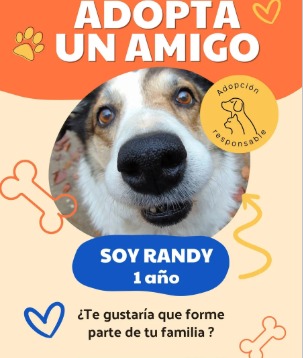 ADOPTA
UN AMIGO
Adopción
responsable
SOY RANDY
1 año
¿Te gustaría que forme
parte de tu familia ?